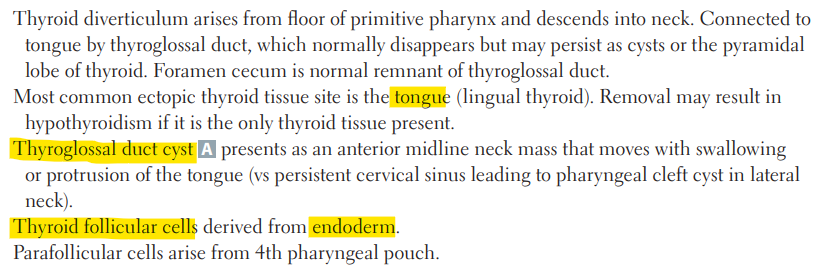 Thyroid diverticulum arises from floor of primitive pharynx and descends into neck. Connected to
tongue by thyroglossal duct, which normally disappears but may persist as cysts or the pyramidal
lobe of thyroid. Foramen cecum is normal remnant of thyroglossal duct.
Most common ectopic thyroid tissue site is the tongue (lingual thyroid). Removal may result in
hypothyroidism if it is the only thyroid tissue present.
Thyroglossal duct cyst A presents as an anterior midline neck mass that moves with swallowing
or protrusion of the tongue (vs persistent cervical sinus leading to pharyngeal cleft cyst in lateral
neck).
Thyroid follicular cells derived from endoderm.
Parafollicular cells arise from 4th pharyngeal pouch.